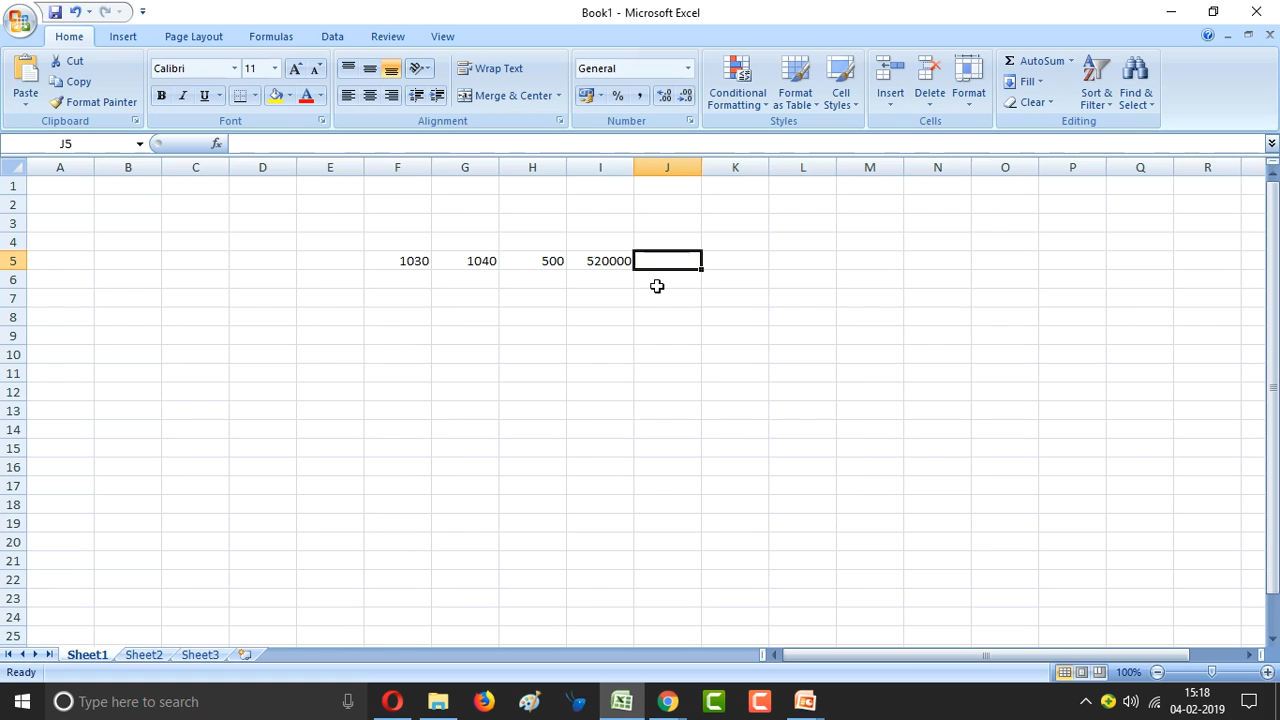 Book1 - Microsoft Excel
Home Insert Page Layout Formulas Data Review View
Paste
Cut
Copy
Format Painter
Clipboard
Calibri 11
B I U
Font
Wrap Text
Merge & Center
Alignment
General
% ,
Number
Conditional Formatting
Format as Table
Cell Styles
Styles
Insert Delete Format
Cells
AutoSum
Fill
Clear
Sort & Filter
Find & Select
Editing
J5 fx
A B C D E F G H I J K L M N O P Q R
1
2
3
4
5 1030 1040 500 520000
6
7
8
9
10
11
12
13
14
15
16
17
18
19
20
21
22
23
24
25
Sheet1 Sheet2 Sheet3
Ready 100%
Type here to search
15:18
04-02-2019